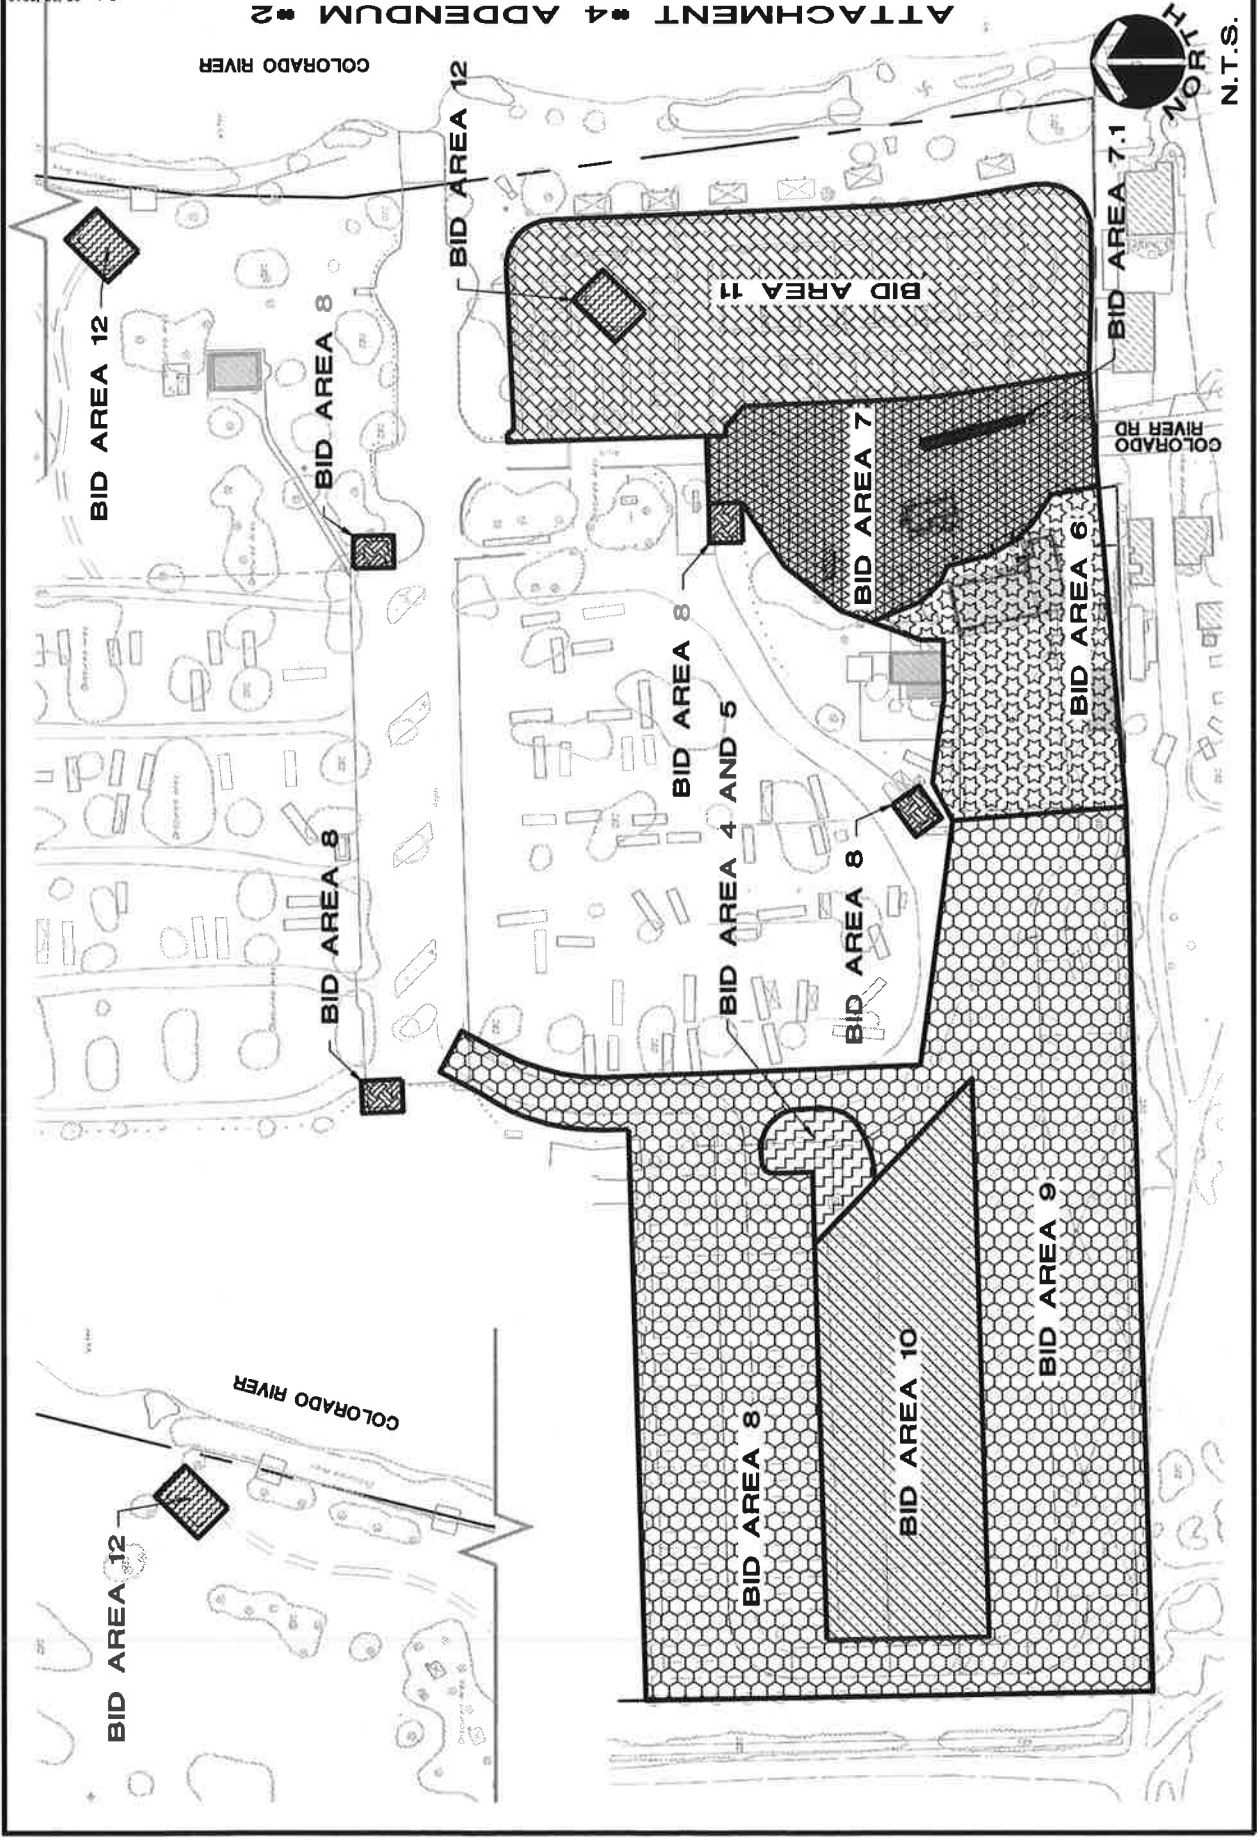 ATTACHMENT #4 ADDENDUM #2
COLORADO RIVER
NORTH
N.T.S.
BID AREA 12
BID AREA 12
BID AREA 8
BID AREA 11
BID AREA 7.1
COLORADO
RIVER RD
BID AREA 7
BID AREA 6
BID AREA 8
BID AREA 8
BID AREA 4 AND 5
BID AREA 8
BID AREA 9
BID AREA 10
BID AREA 8
COLORADO RIVER
BID AREA 12